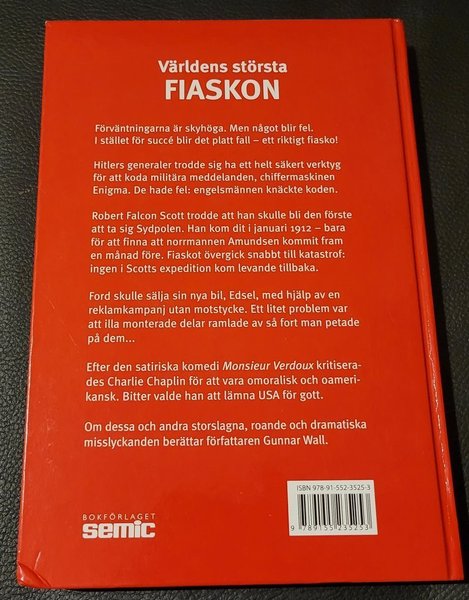 Världens största
FIASKON
Förväntningarna är skyhöga. Men något blir fel.
I stället för succé blir det platt fall – ett riktigt fiasko!
Hitlers generaler trodde sig ha ett helt säkert verktyg
för att koda militära meddelanden, chiffermaskinen
Enigma. De hade fel: engelsmännen knäckte koden.
Robert Falcon Scott trodde att han skulle bli den förste
att ta sig Sydpolen. Han kom dit i januari 1912 – bara
för att finna att norrmannen Amundsen kommit fram
en månad före. Fiaskot övergick snabbt till katastrof:
ingen i Scotts expedition kom levande tillbaka.
Ford skulle sälja sin nya bil, Edsel, med hjälp av en
reklamkampanj utan motstycke. Ett litet problem var
att illa monterade delar ramlade av så fort man petade
på dem...
Efter den satiriska komedi Monsieur Verdoux kritisera-
des Charlie Chaplin för att vara omoralisk och oameri-
kansk. Bitter valde han att lämna USA för gott.
Om dessa och andra storslagna, roande och dramatiska
misslyckanden berättar författaren Gunnar Wall.
ISBN 978-91-552-3525-3
9 789155 235253
BOKFÖRLAGET
semic